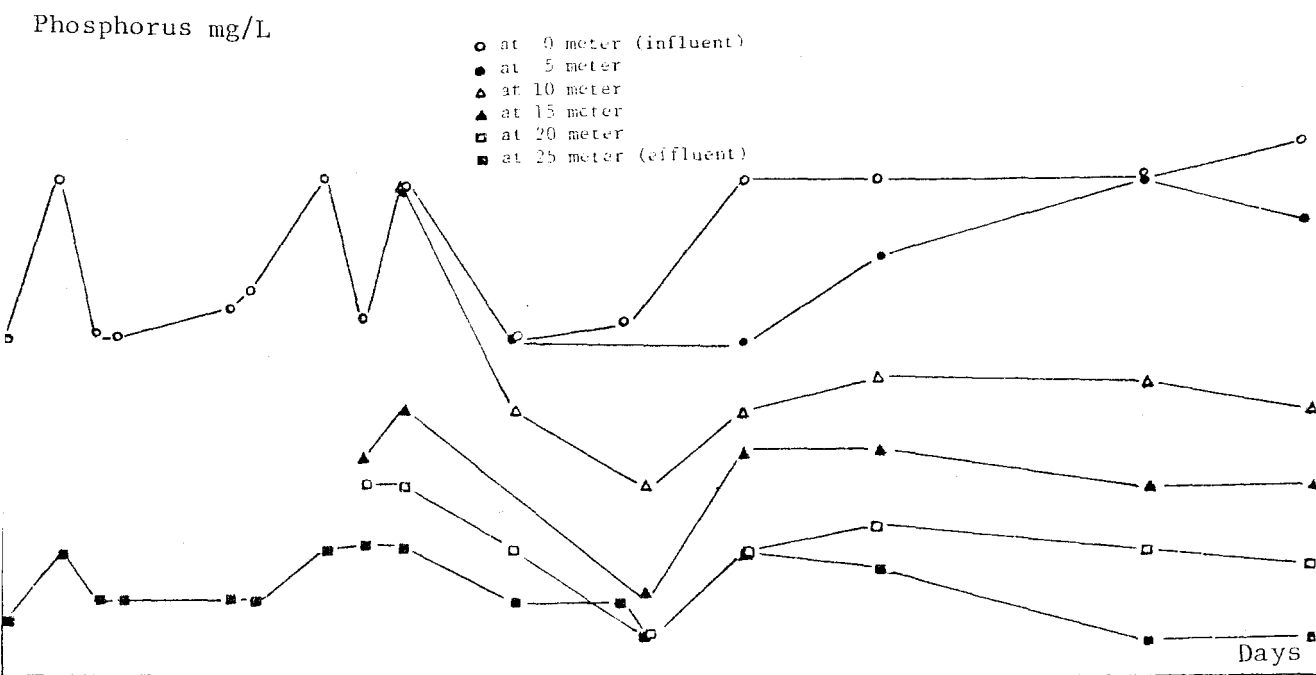 Phosphorus mg/L
at 0 meter (influent)
at 5 meter
at 10 meter
at 15 meter
at 20 meter
at 25 meter (effluent)
Days